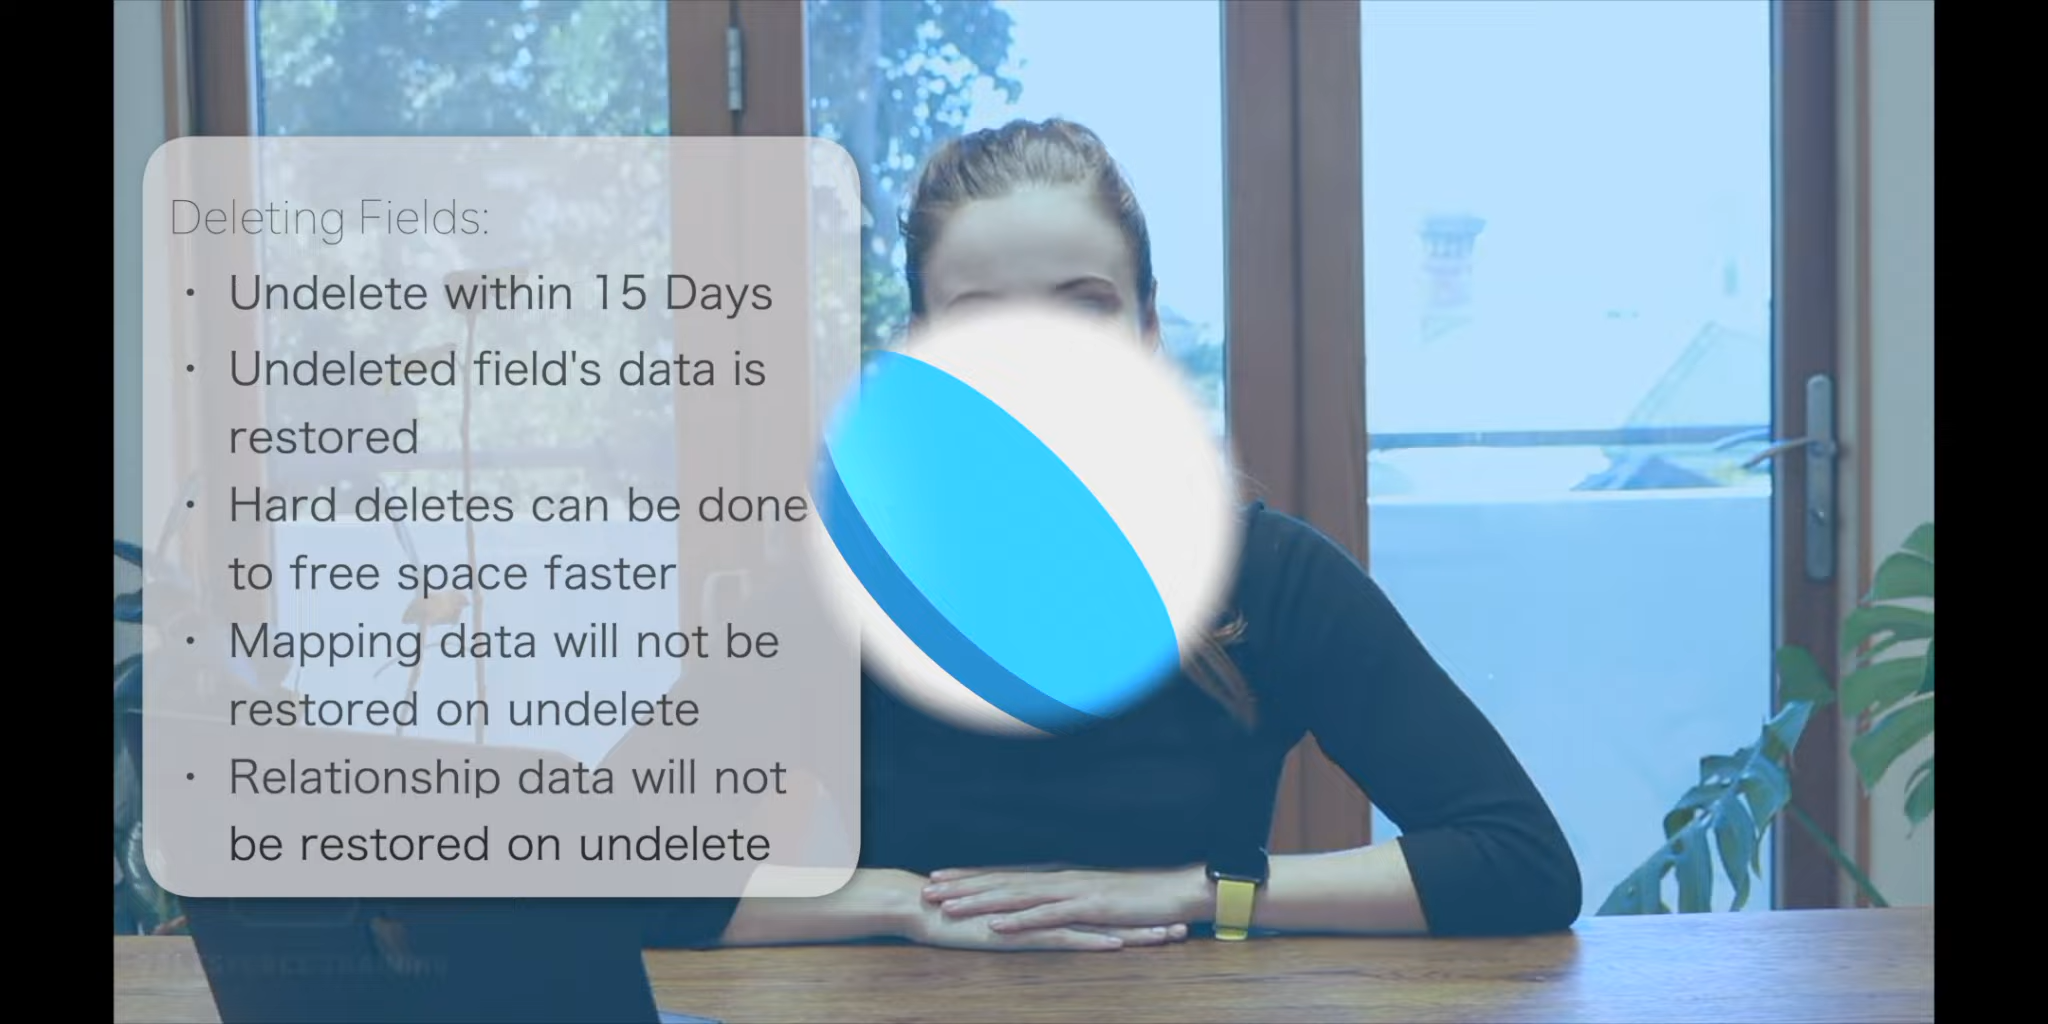 Deleting Fields:
• Undelete within 15 Days
• Undeleted field's data is
restored
• Hard deletes can be done
to free space faster
• Mapping data will not be
restored on undelete
• Relationship data will not
be restored on undelete